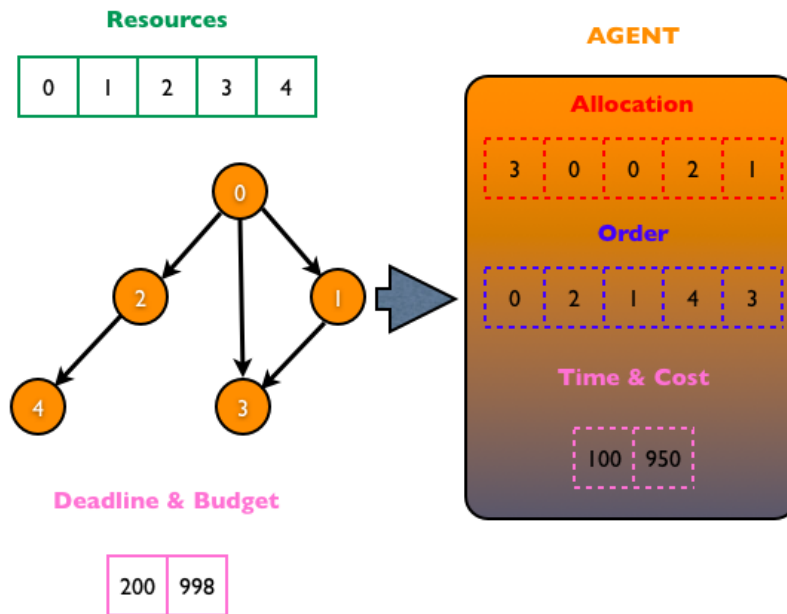 Resources
0 1 2 3 4
0
2
1
4
3
Deadline & Budget
200 998
AGENT
Allocation
3 0 0 2 1
Order
0 2 1 4 3
Time & Cost
100 950